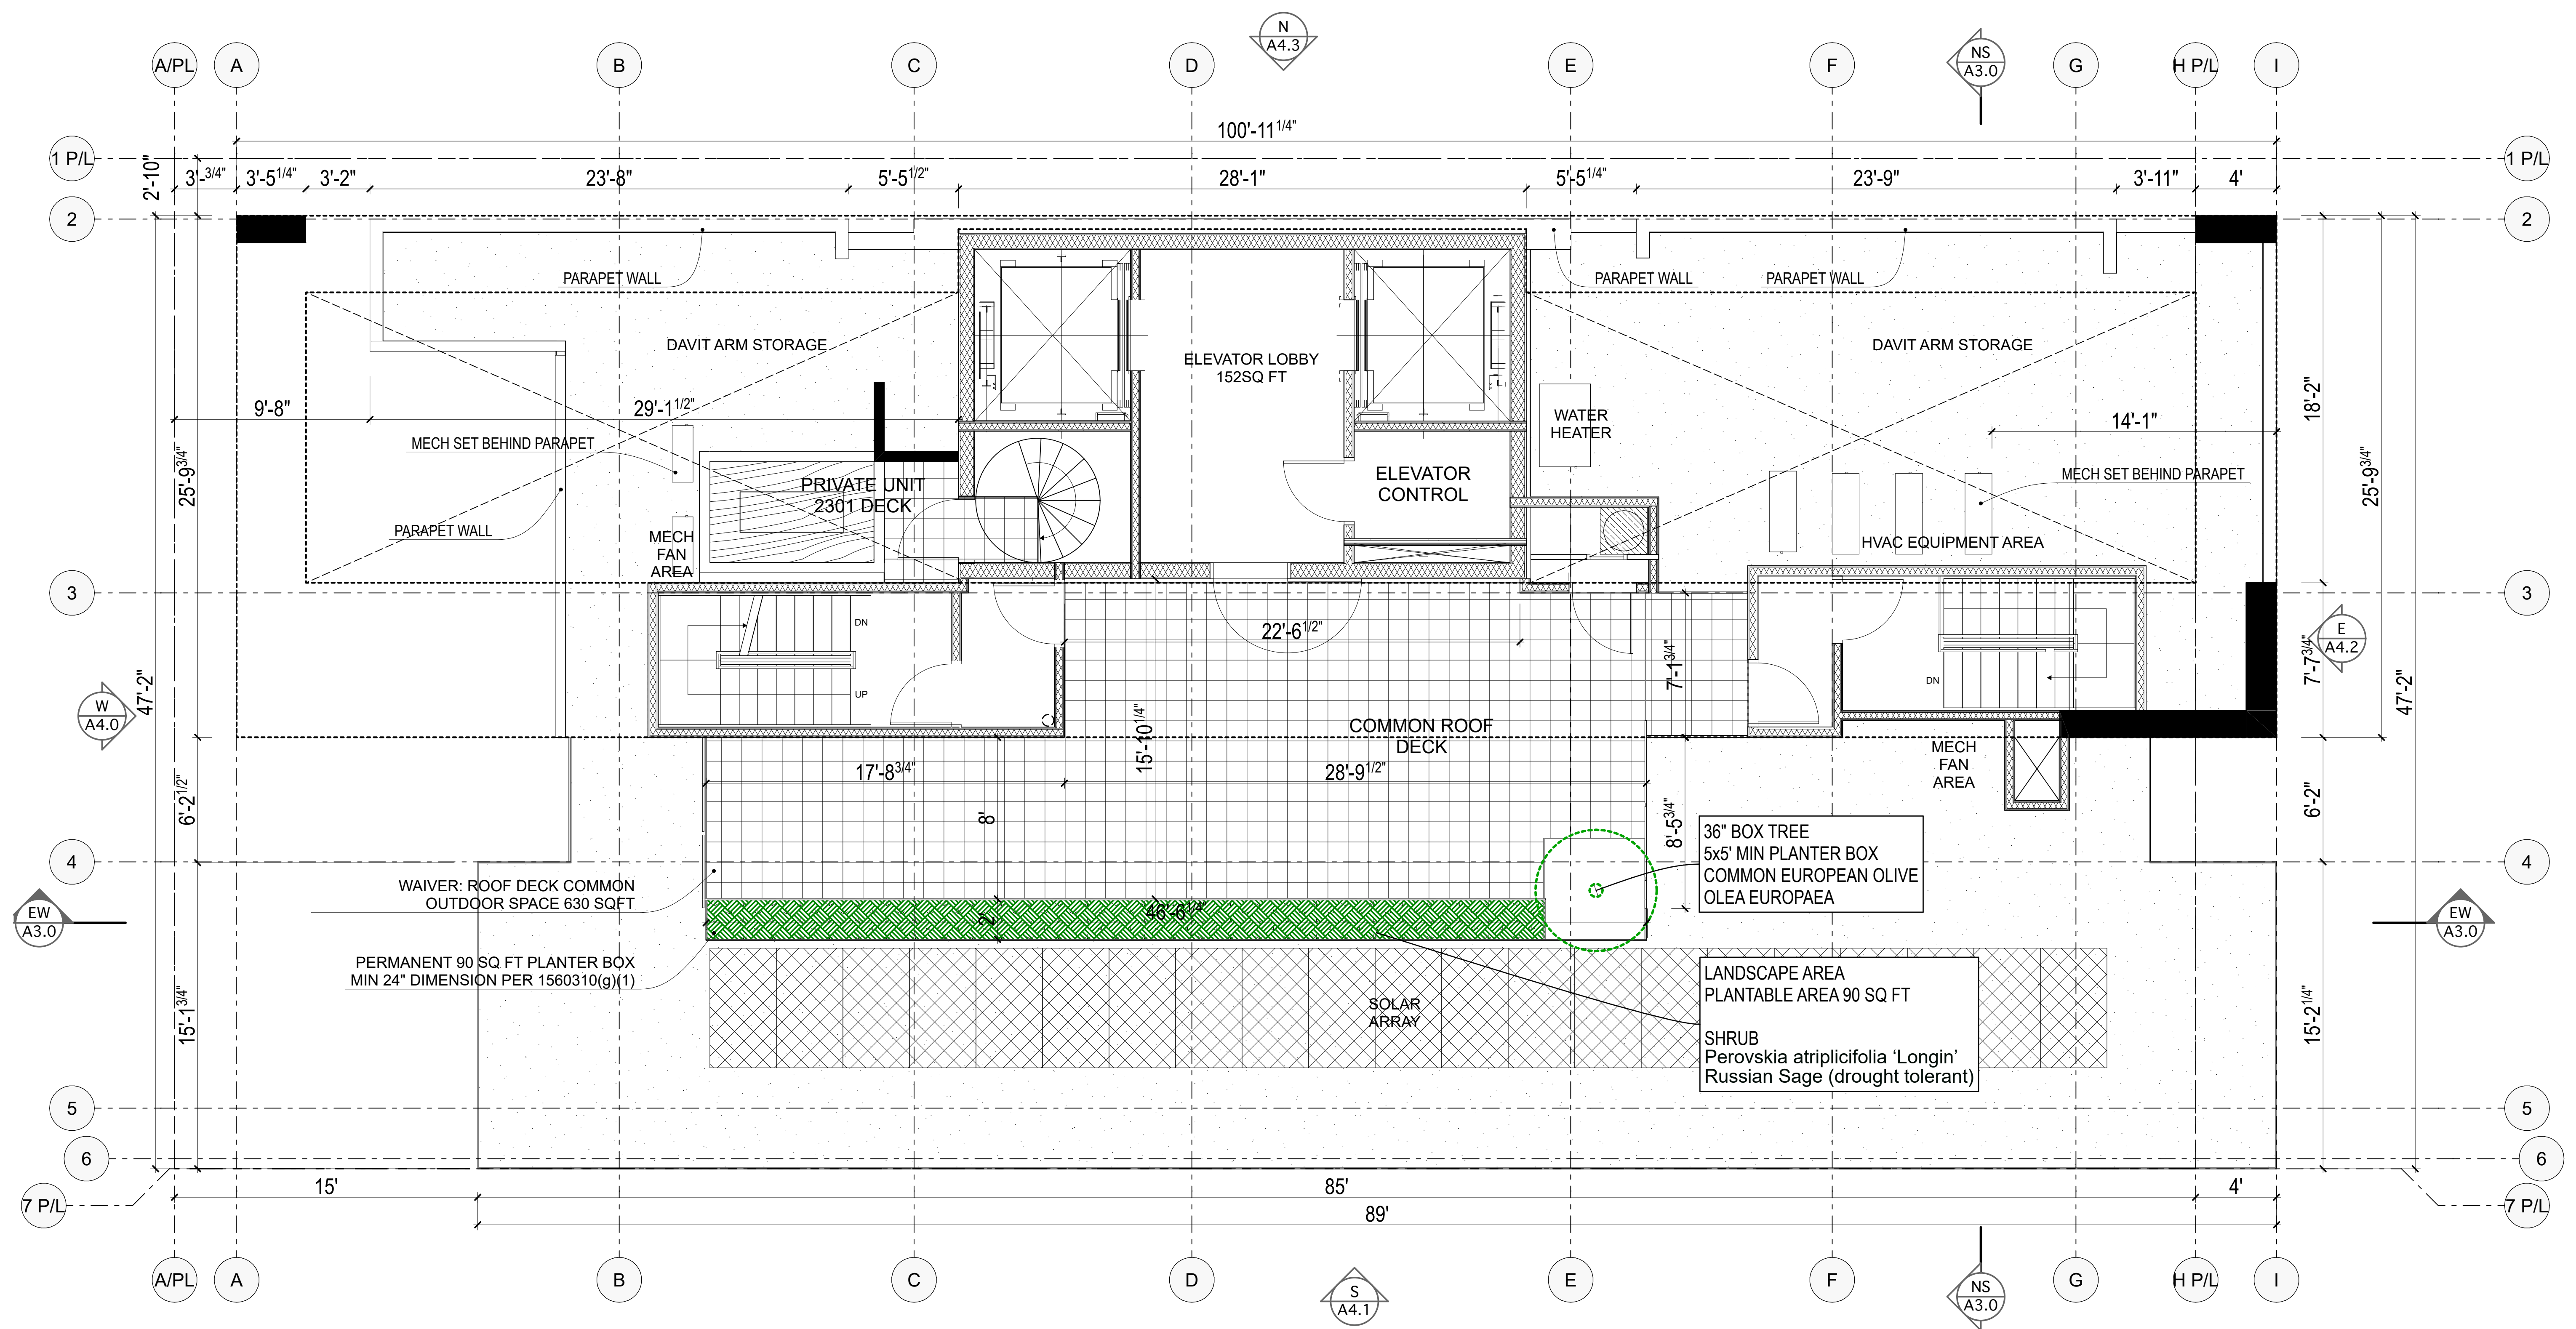 N
A4.3
NS
A3.0
A/PL
A
B
C
D
E
F
G
H P/L
I
100'-11 1/4"
1 P/L
1 P/L
2'-10"
3'-3/4"
3'-5 1/4"
3'-2"
23'-8"
5'-5 1/2"
28'-1"
5'-5 1/4"
23'-9"
3'-11"
4'
2
2
PARAPET WALL
PARAPET WALL
PARAPET WALL
DAVIT ARM STORAGE
ELEVATOR LOBBY
152SQ FT
DAVIT ARM STORAGE
9'-8"
29'-1 1/2"
WATER
HEATER
18'-2"
14'-1"
MECH SET BEHIND PARAPET
25'-9 3/4"
PRIVATE UNIT
2301 DECK
ELEVATOR
CONTROL
MECH SET BEHIND PARAPET
25'-9 3/4"
PARAPET WALL
MECH
FAN
AREA
HVAC EQUIPMENT AREA
3
3
DN
UP
22'-6 1/2"
7'-1 3/4"
DN
7'-7 3/4"
E
A4.2
47'-2"
47'-2"
W
A4.0
15'-10 1/4"
COMMON ROOF
DECK
MECH
FAN
AREA
17'-8 3/4"
28'-9 1/2"
6'-2 1/2"
8'
8'-5 3/4"
6'-2"
36" BOX TREE
5x5' MIN PLANTER BOX
COMMON EUROPEAN OLIVE
OLEA EUROPAEA
4
4
WAIVER: ROOF DECK COMMON
OUTDOOR SPACE 630 SQFT
EW
A3.0
2'
46'-6 1/4"
EW
A3.0
PERMANENT 90 SQ FT PLANTER BOX
MIN 24" DIMENSION PER 1560310(g)(1)
LANDSCAPE AREA
PLANTABLE AREA 90 SQ FT
SHRUB
Perovskia atriplicifolia ‘Longin’
Russian Sage (drought tolerant)
SOLAR
ARRAY
15'-1 3/4"
15'-2 1/4"
5
5
6
6
7 P/L
7 P/L
15'
85'
4'
89'
A/PL
A
B
C
D
E
F
G
H P/L
I
S
A4.1
NS
A3.0